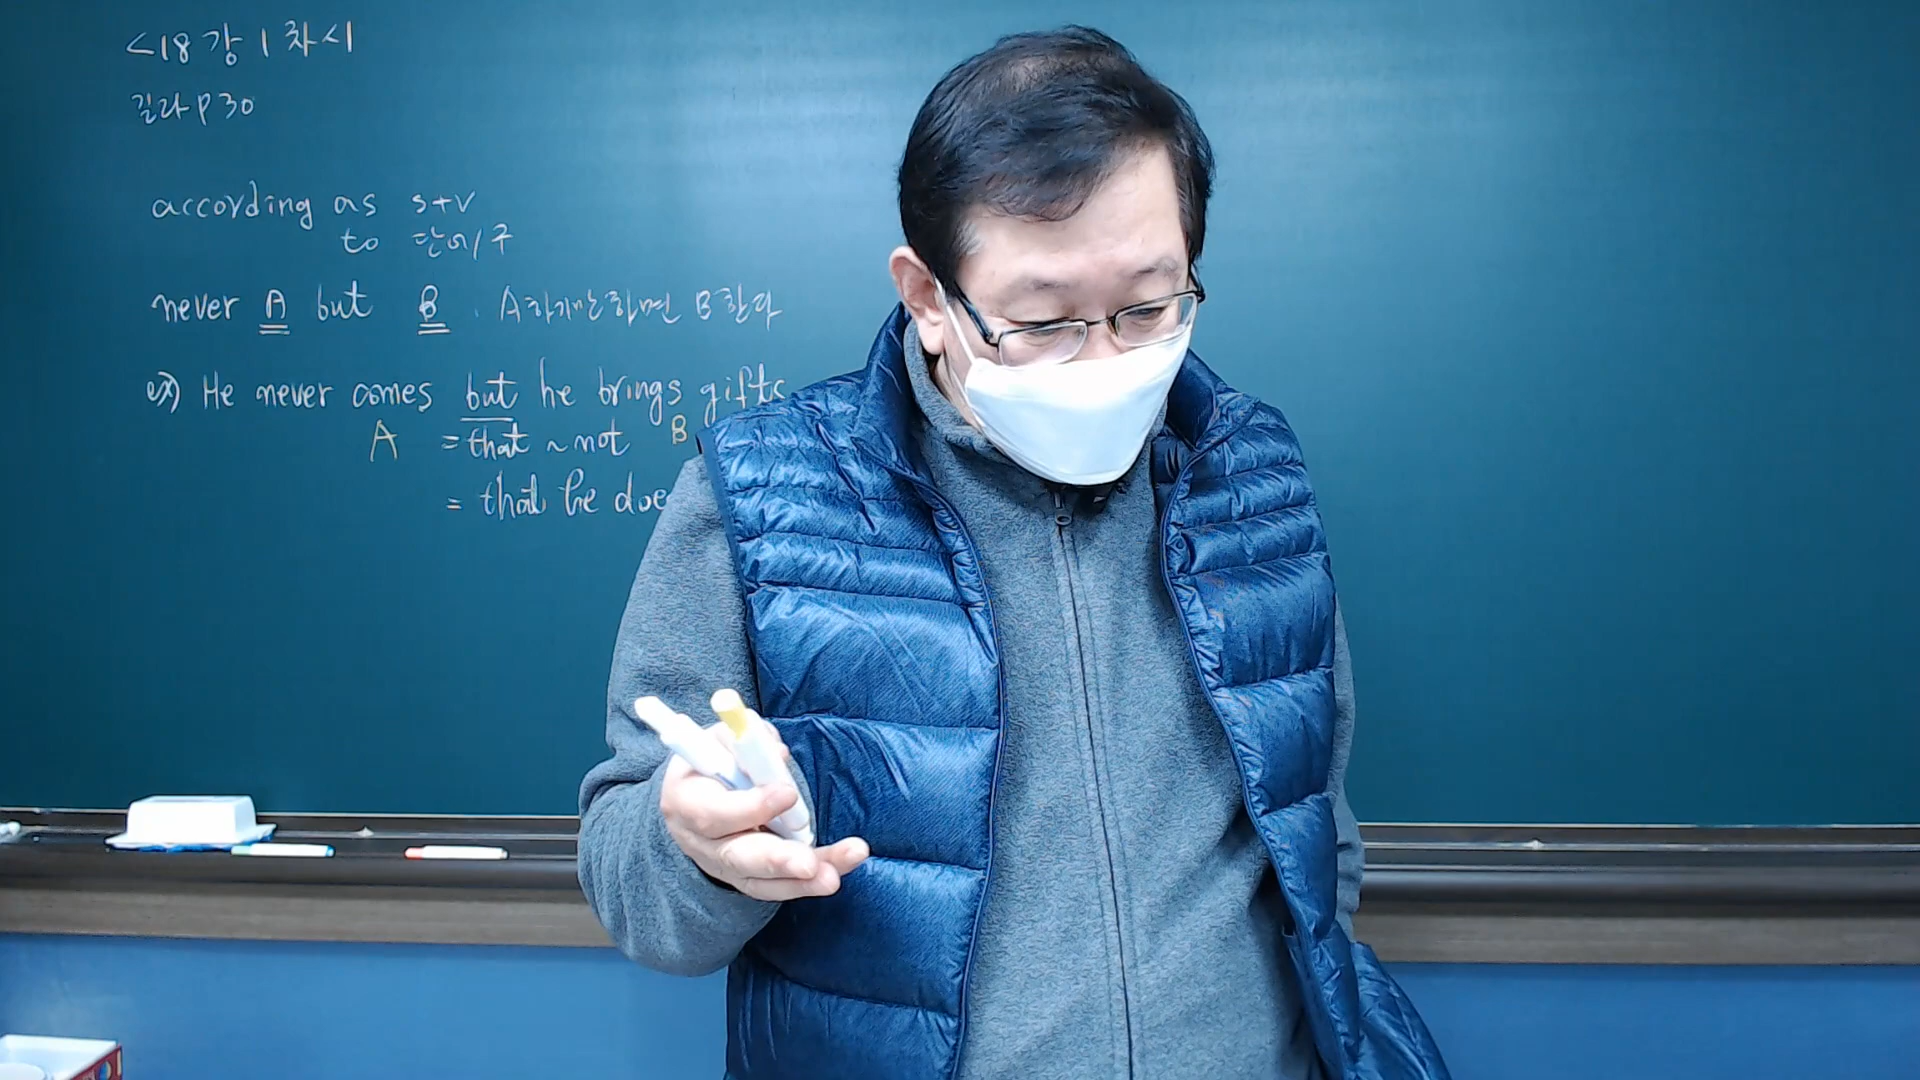 <18강 1차시
길라 P 30
according as S+V
to 단어/구
never A but B . A하기만하면 B한다
ex) He never comes but he brings gifts
A = that ~ not B
= that he doe